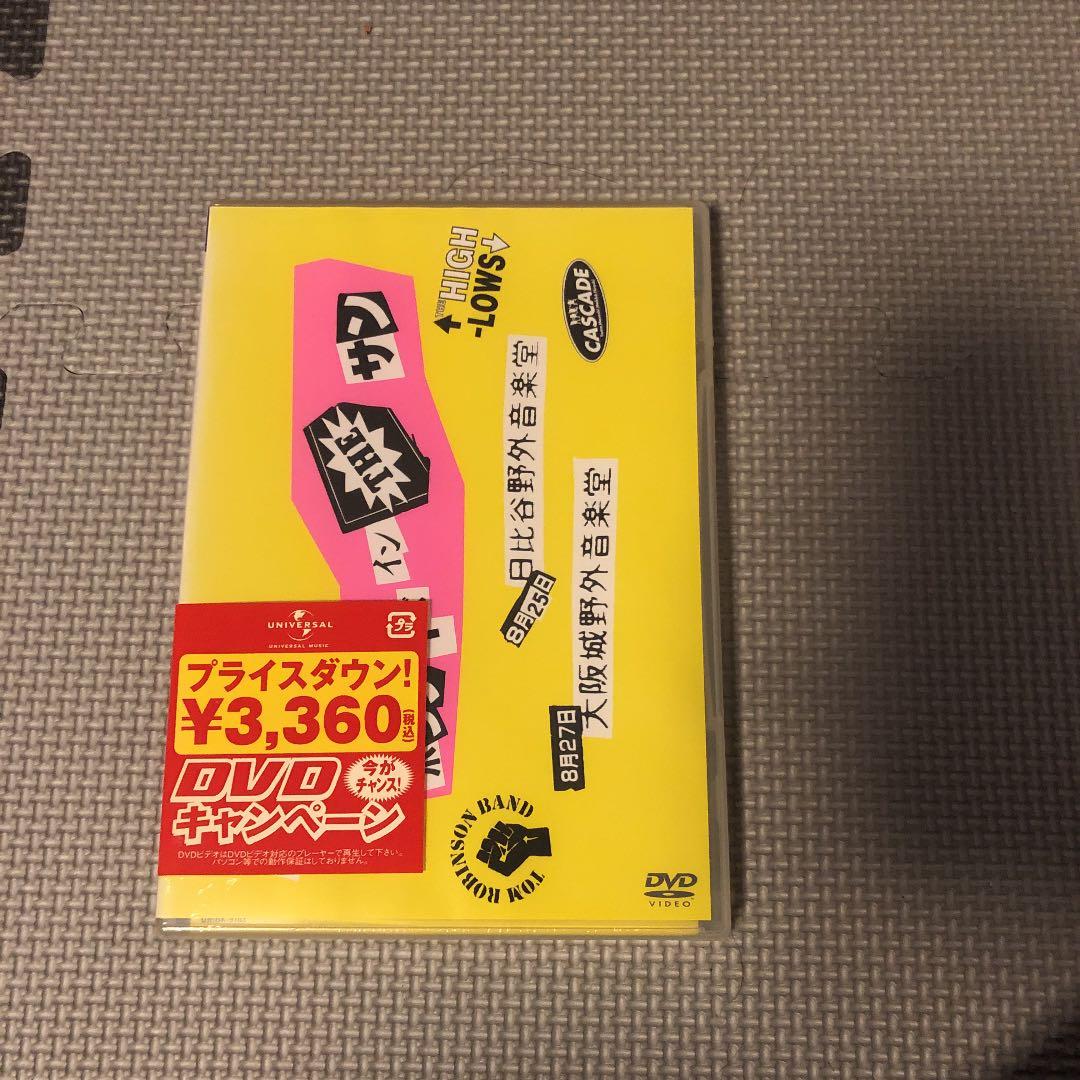 イン THE サン
THE HIGH
-LOWS
8月25日 日比谷野外音楽堂
8月27日 大阪城野外音楽堂
CASCADE
TOM ROBINSON BAND
UNIVERSAL
UNIVERSAL MUSIC
プラ
プライスダウン!
¥3,360(税込)
DVD
今が
チャンス!
キャンペーン
DVDビデオはDVDビデオ対応のプレーヤーで再生して下さい。
パソコン等での動作保証はしておりません。
DVD
VIDEO